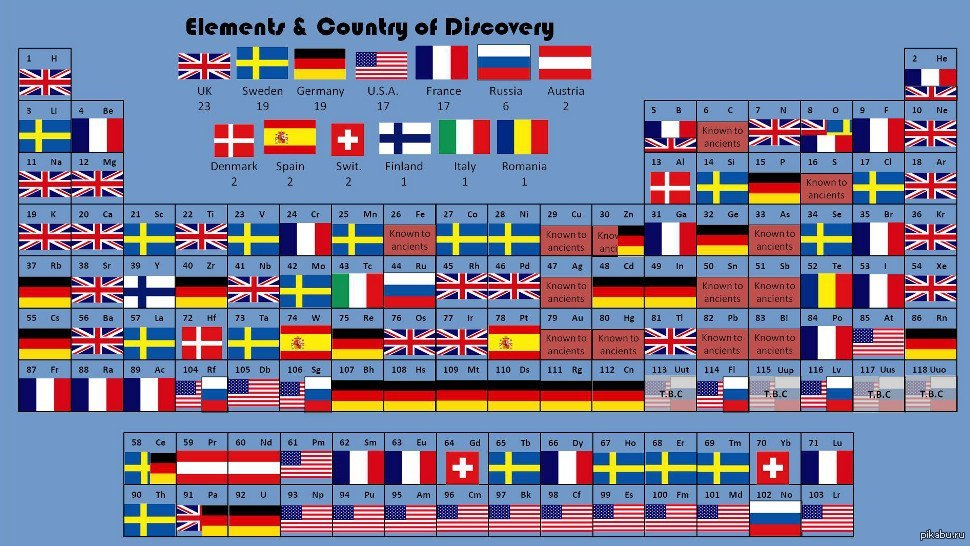 Elements & Country of Discovery
UK Sweden Germany U.S.A. France Russia Austria
23 19 19 17 17 6 2
Denmark Spain Swit. Finland Italy Romania
2 2 2 1 1 1
1 H 2 He
3 Li 4 Be 5 B 6 C 7 N 8 O 9 F 10 Ne
Known to
ancients
11 Na 12 Mg 13 Al 14 Si 15 P 16 S 17 Cl 18 Ar
Known to
ancients
19 K 20 Ca 21 Sc 22 Ti 23 V 24 Cr 25 Mn 26 Fe 27 Co 28 Ni 29 Cu 30 Zn 31 Ga 32 Ge 33 As 34 Se 35 Br 36 Kr
Known to Known to Know Known to
ancients ancients anci ancients
37 Rb 38 Sr 39 Y 40 Zr 41 Nb 42 Mo 43 Tc 44 Ru 45 Rh 46 Pd 47 Ag 48 Cd 49 In 50 Sn 51 Sb 52 Te 53 I 54 Xe
Known to Known to Known to
ancients ancients ancients
55 Cs 56 Ba 57 La 72 Hf 73 Ta 74 W 75 Re 76 Os 77 Ir 78 Pt 79 Au 80 Hg 81 Tl 82 Pb 83 Bi 84 Po 85 At 86 Rn
Known to Known to Known to Known to
ancients ancients ancients ancients
87 Fr 88 Ra 89 Ac 104 Rf 105 Db 106 Sg 107 Bh 108 Hs 109 Mt 110 Ds 111 Rg 112 Cn 113 Uut 114 Fl 115 Uup 116 Lv 117 Uus 118 Uuo
T.B.C T.B.C T.B.C T.B.C
58 Ce 59 Pr 60 Nd 61 Pm 62 Sm 63 Eu 64 Gd 65 Tb 66 Dy 67 Ho 68 Er 69 Tm 70 Yb 71 Lu
90 Th 91 Pa 92 U 93 Np 94 Pu 95 Am 96 Cm 97 Bk 98 Cf 99 Es 100 Fm 101 Md 102 No 103 Lr
pikabu.ru